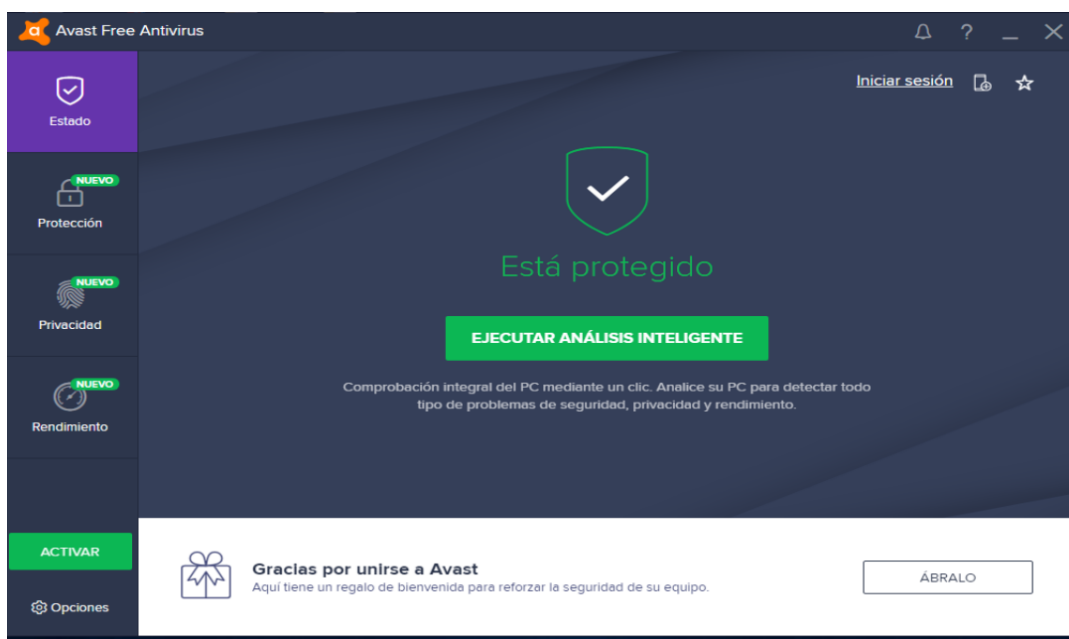 Avast Free Antivirus
?
Iniciar sesión
Estado
NUEVO
Protección
NUEVO
Privacidad
NUEVO
Rendimiento
Está protegido
EJECUTAR ANÁLISIS INTELIGENTE
Comprobación integral del PC mediante un clic. Analice su PC para detectar todo
tipo de problemas de seguridad, privacidad y rendimiento.
ACTIVAR
Opciones
Gracias por unirse a Avast
Aquí tiene un regalo de bienvenida para reforzar la seguridad de su equipo.
ÁBRALO